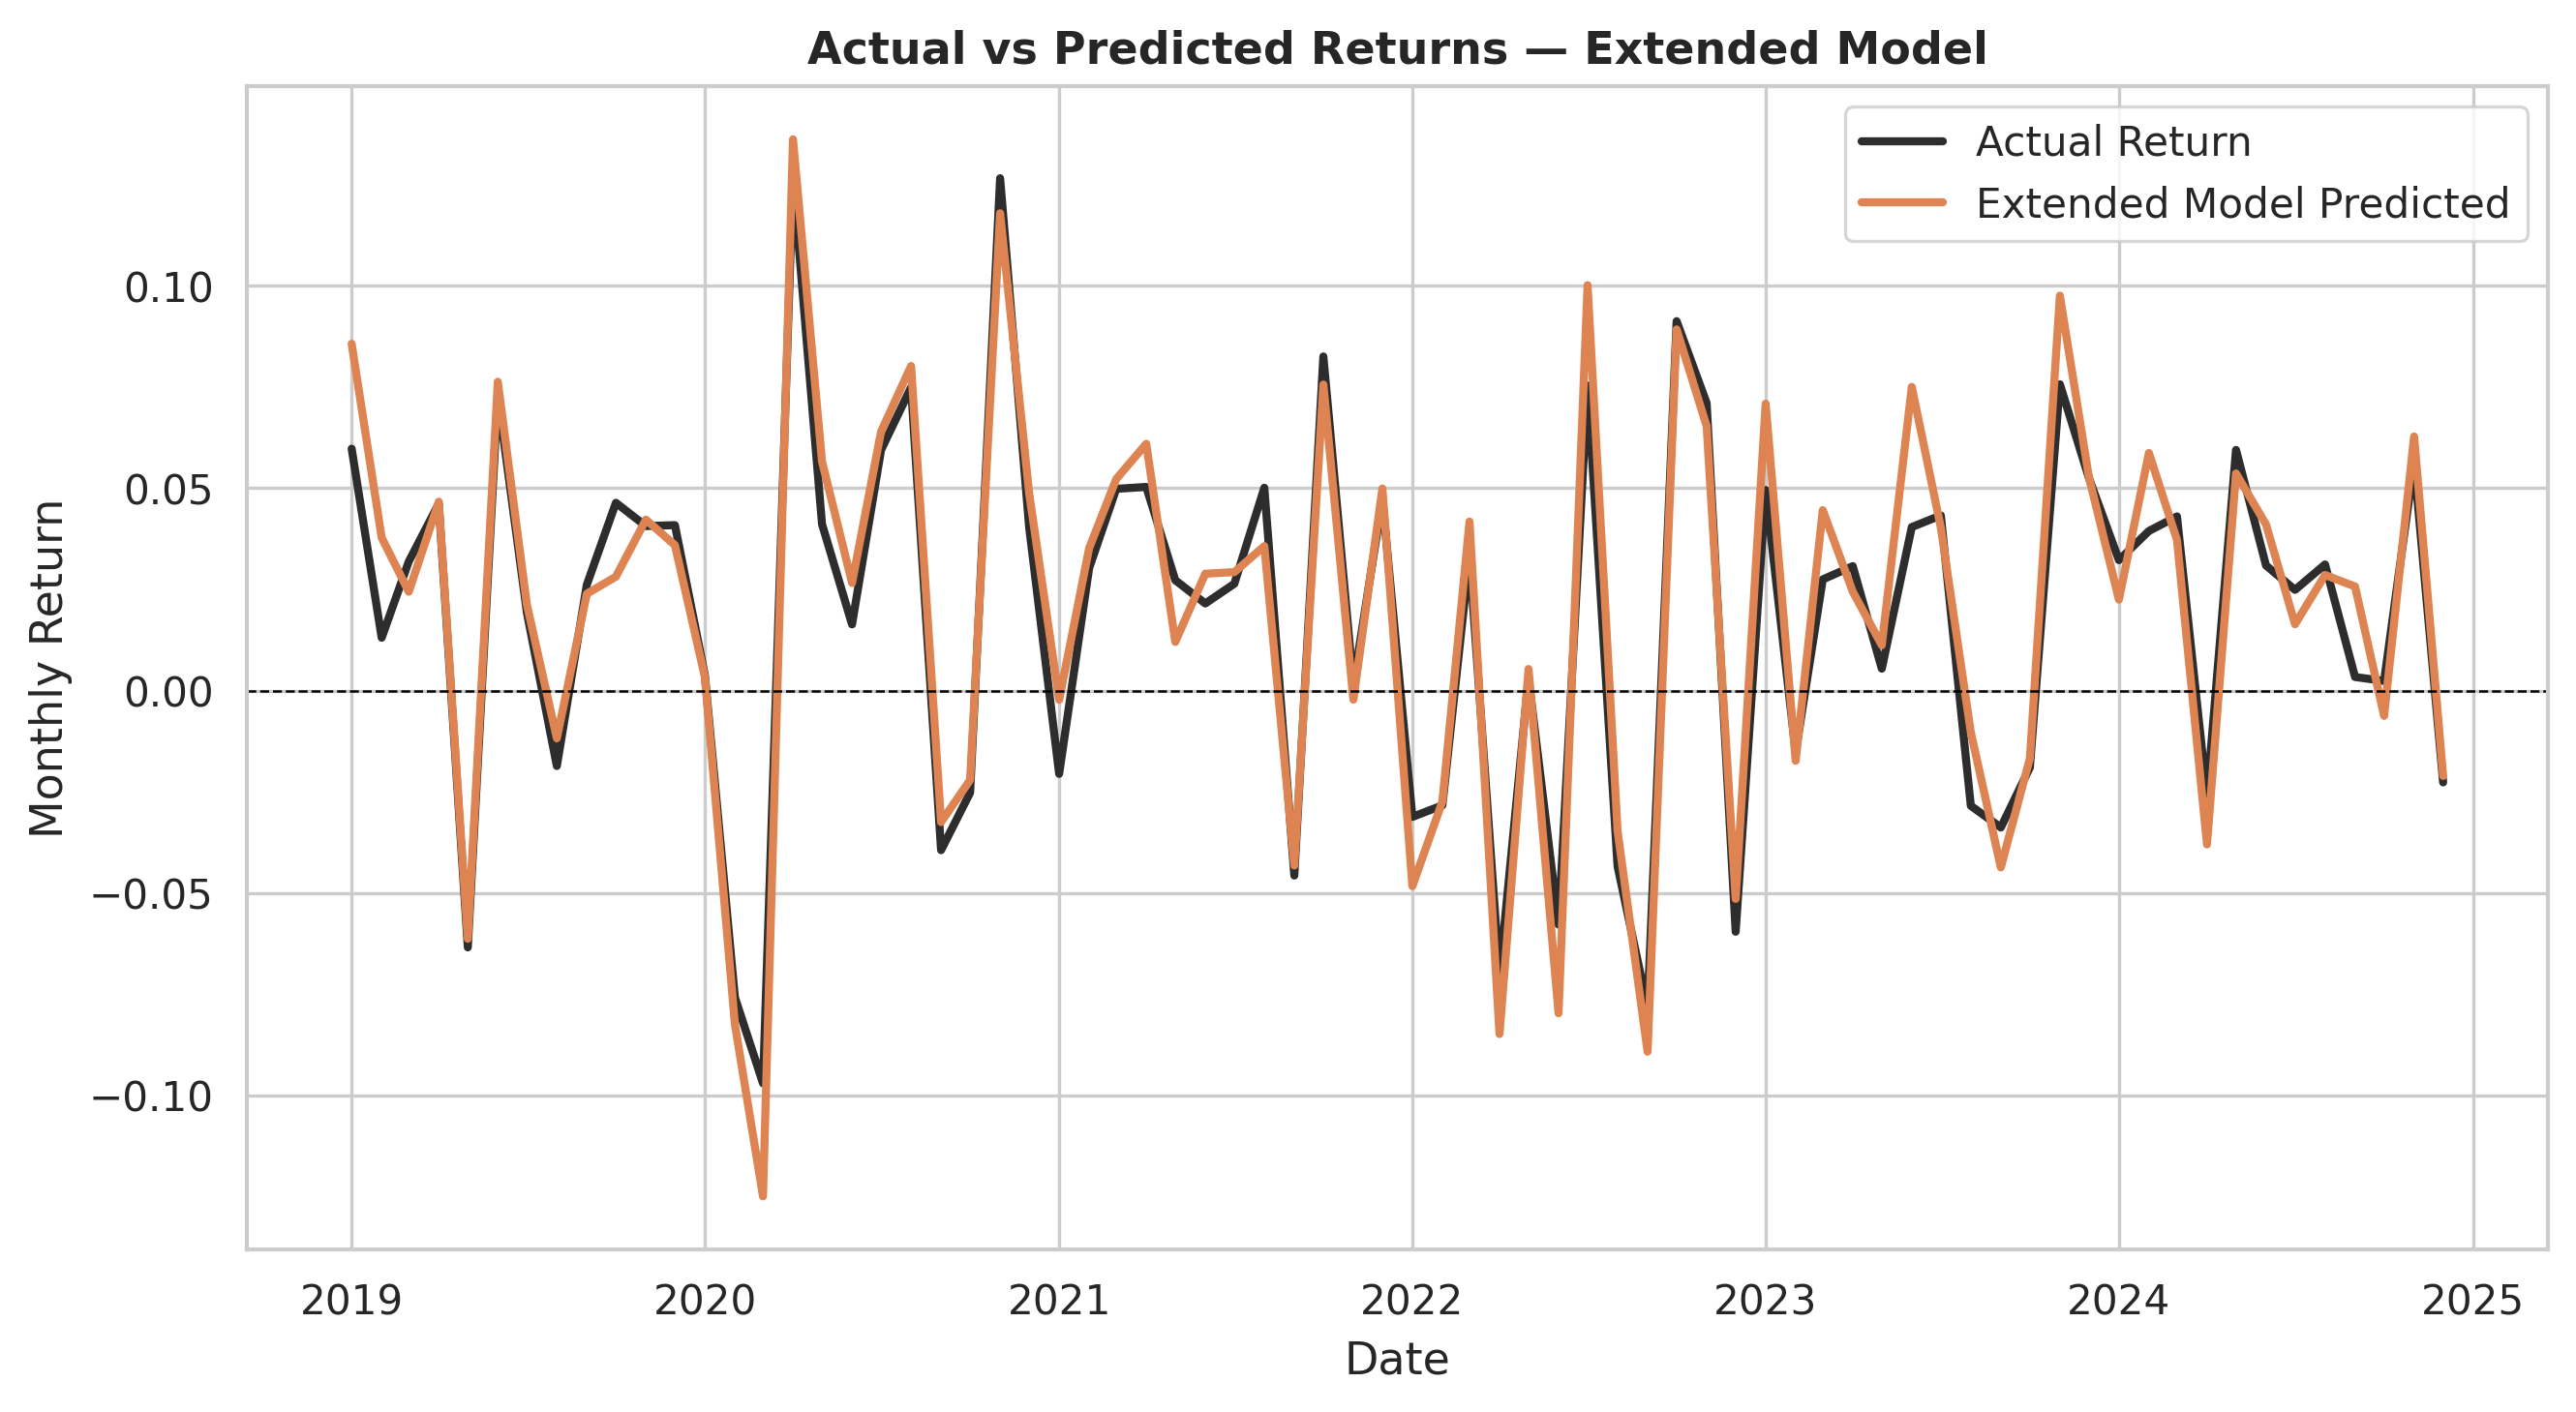 Actual vs Predicted Returns — Extended Model
Actual Return
Extended Model Predicted
Monthly Return
0.10
0.05
0.00
−0.05
−0.10
2019 2020 2021 2022 2023 2024 2025
Date